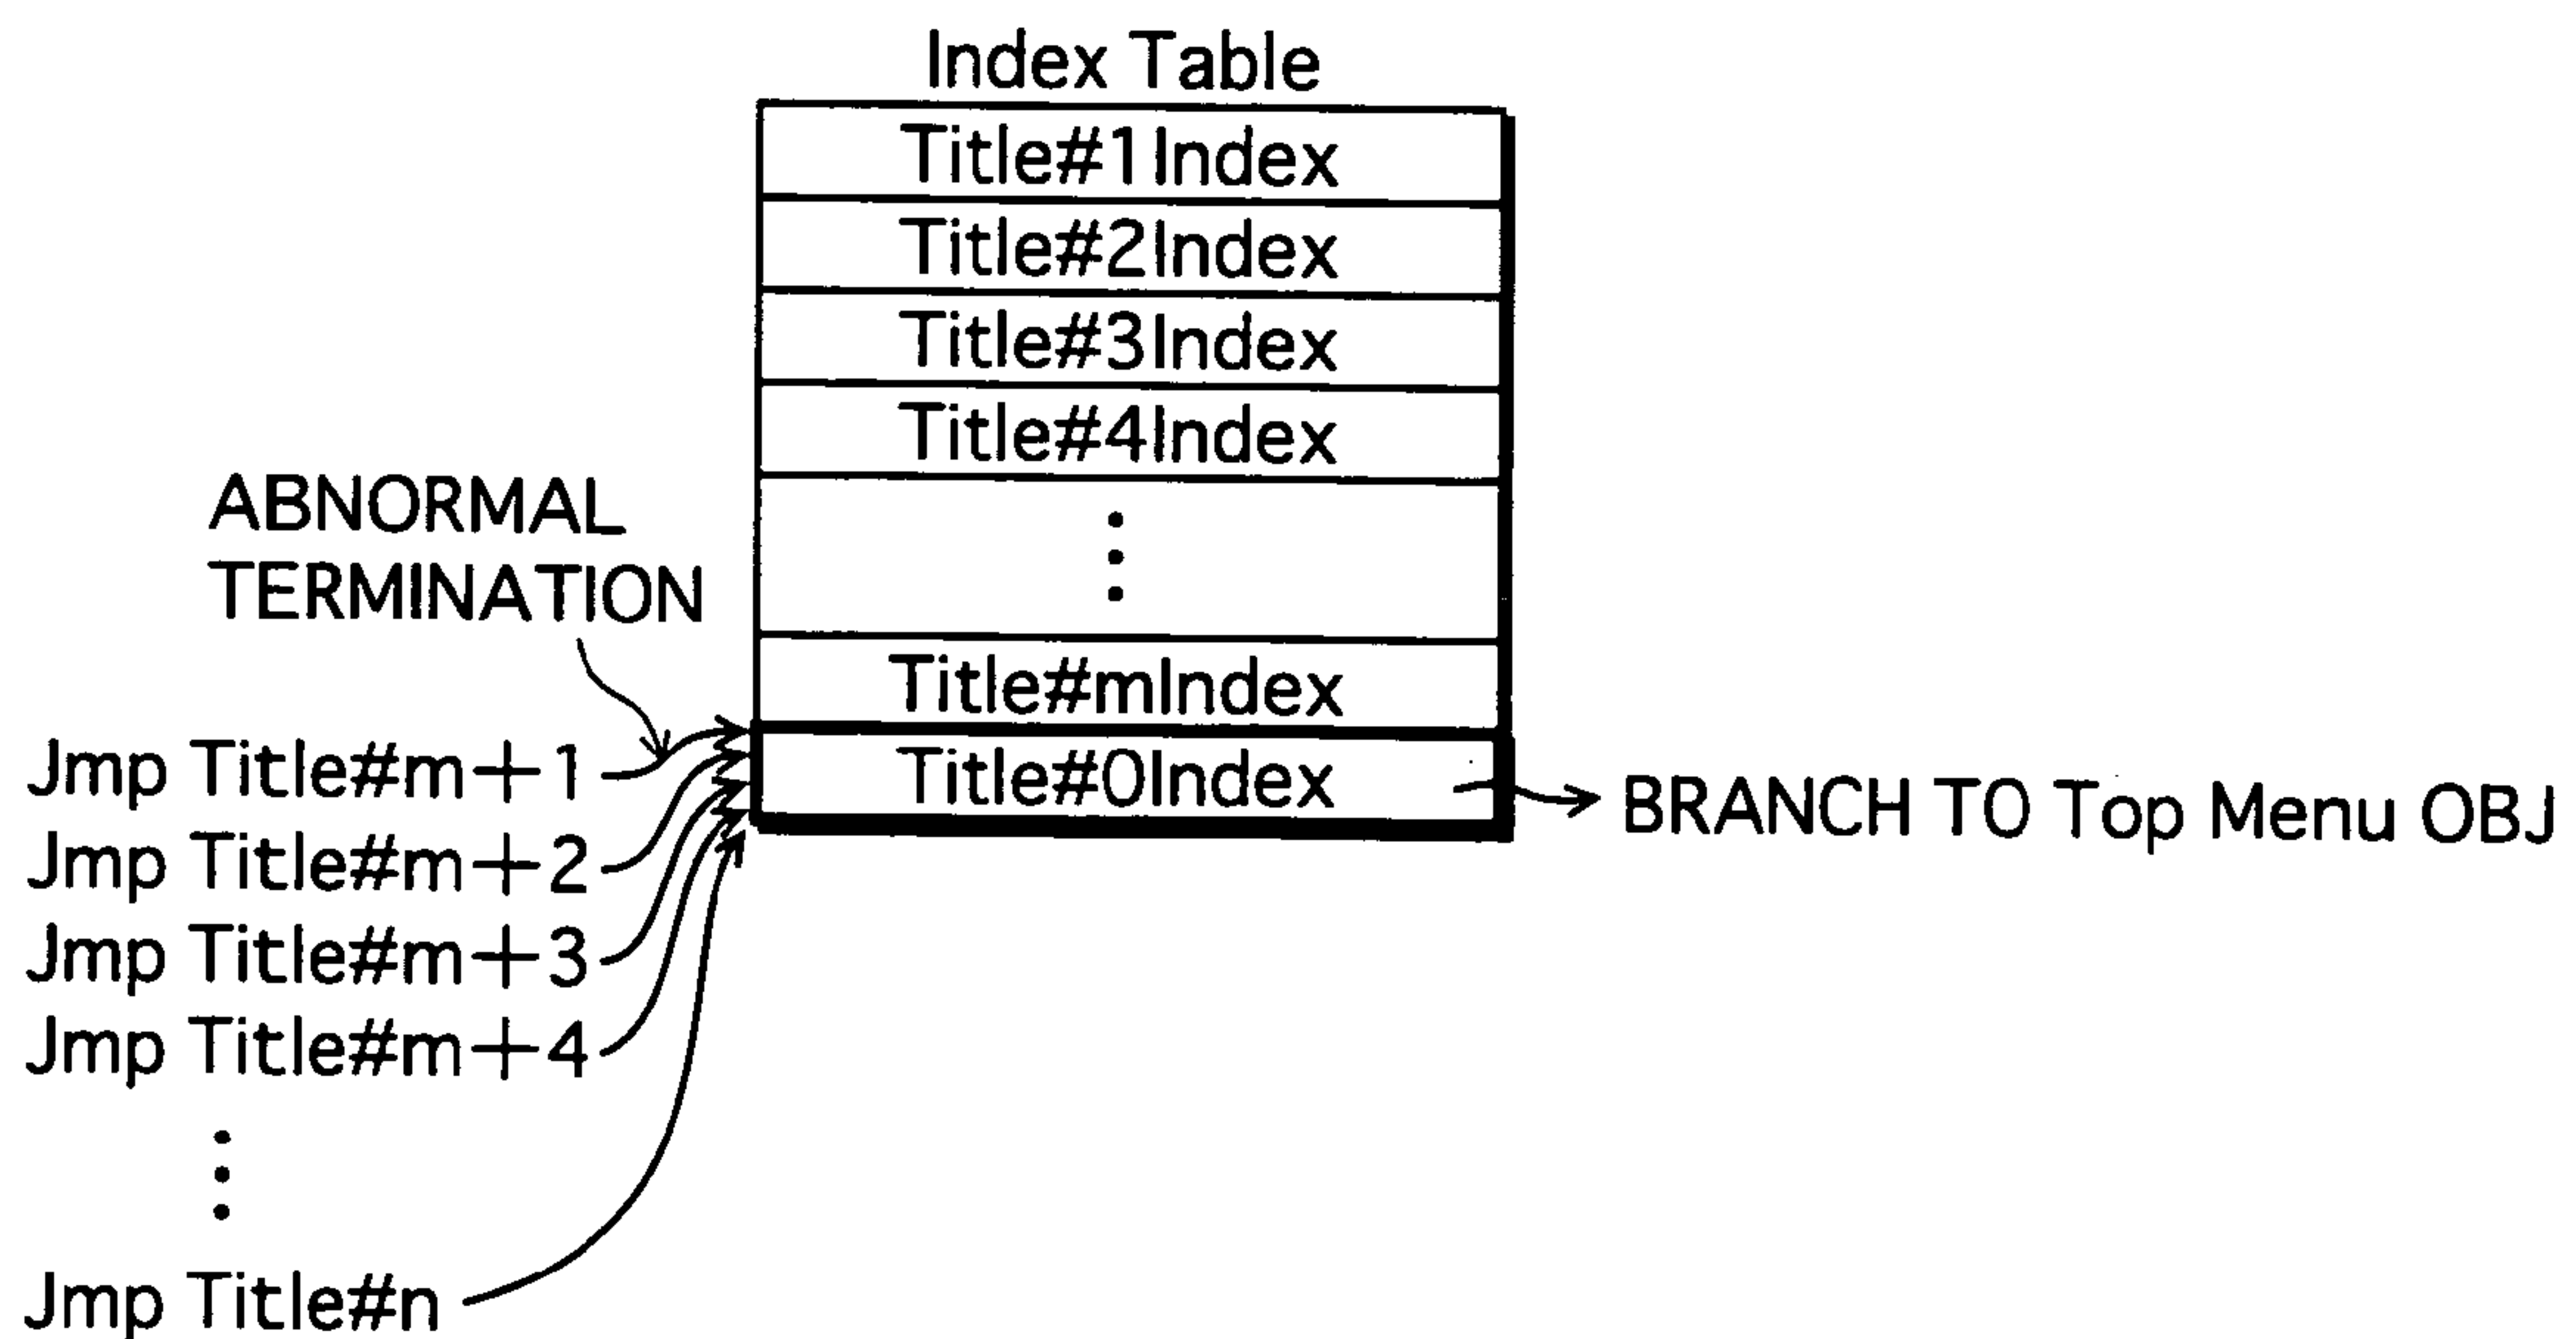 Index Table
Title#1Index
Title#2Index
Title#3Index
Title#4Index
⋮
Title#mIndex
Title#0Index
BRANCH TO Top Menu OBJ
ABNORMAL
TERMINATION
Jmp Title#m+1
Jmp Title#m+2
Jmp Title#m+3
Jmp Title#m+4
⋮
Jmp Title#n